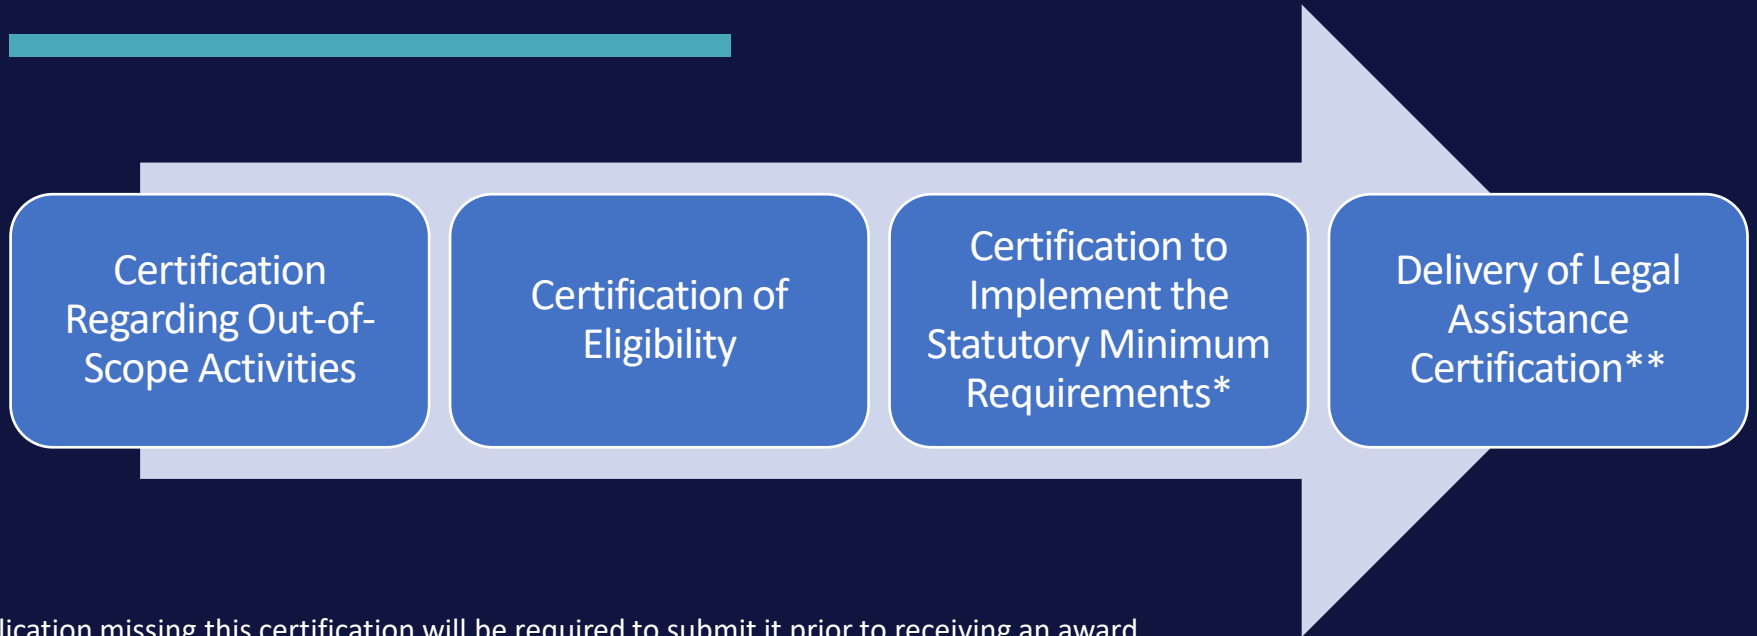 Certification
Regarding Out-of-
Scope Activities
Certification of
Eligibility
Certification to
Implement the
Statutory Minimum
Requirements*
Delivery of Legal
Assistance
Certification**
missing this certification will be required to submit it prior to receiving an award